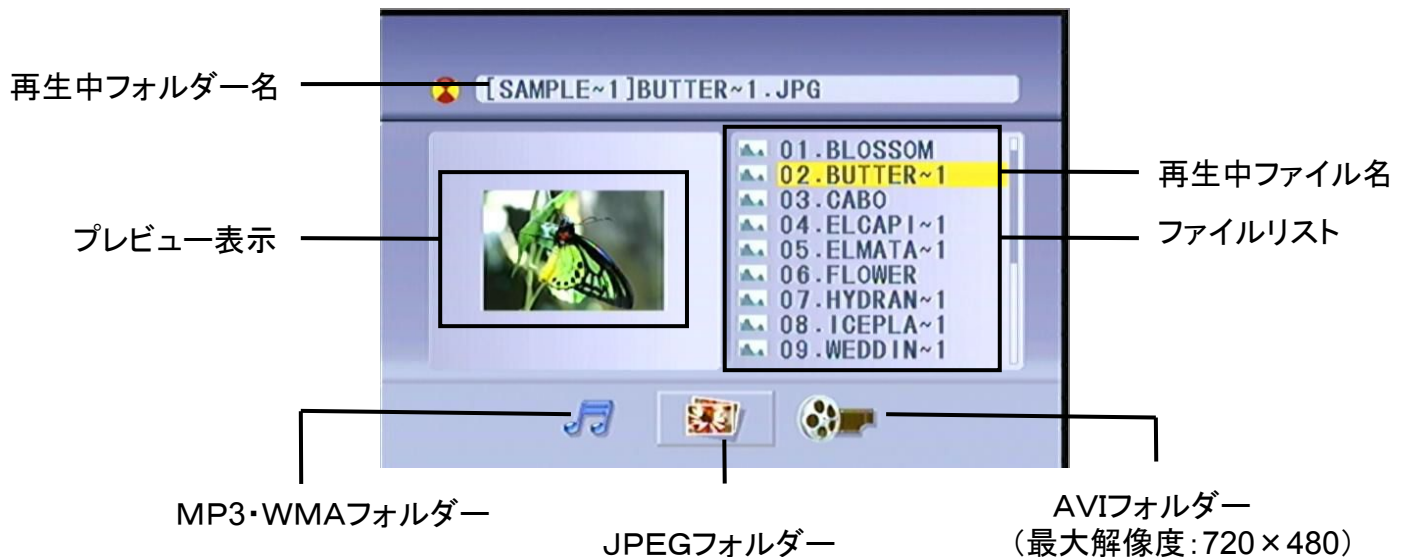 再生中フォルダー名
[SAMPLE~1]BUTTER~1.JPG
01.BLOSSOM
02.BUTTER~1
03.CABO
04.ELCAPI~1
05.ELMATA~1
06.FLOWER
07.HYDRAN~1
08.ICEPLA~1
09.WEDDIN~1
再生中ファイル名
ファイルリスト
プレビュー表示
MP3・WMAフォルダー
JPEGフォルダー
AVIフォルダー
（最大解像度：720×480）